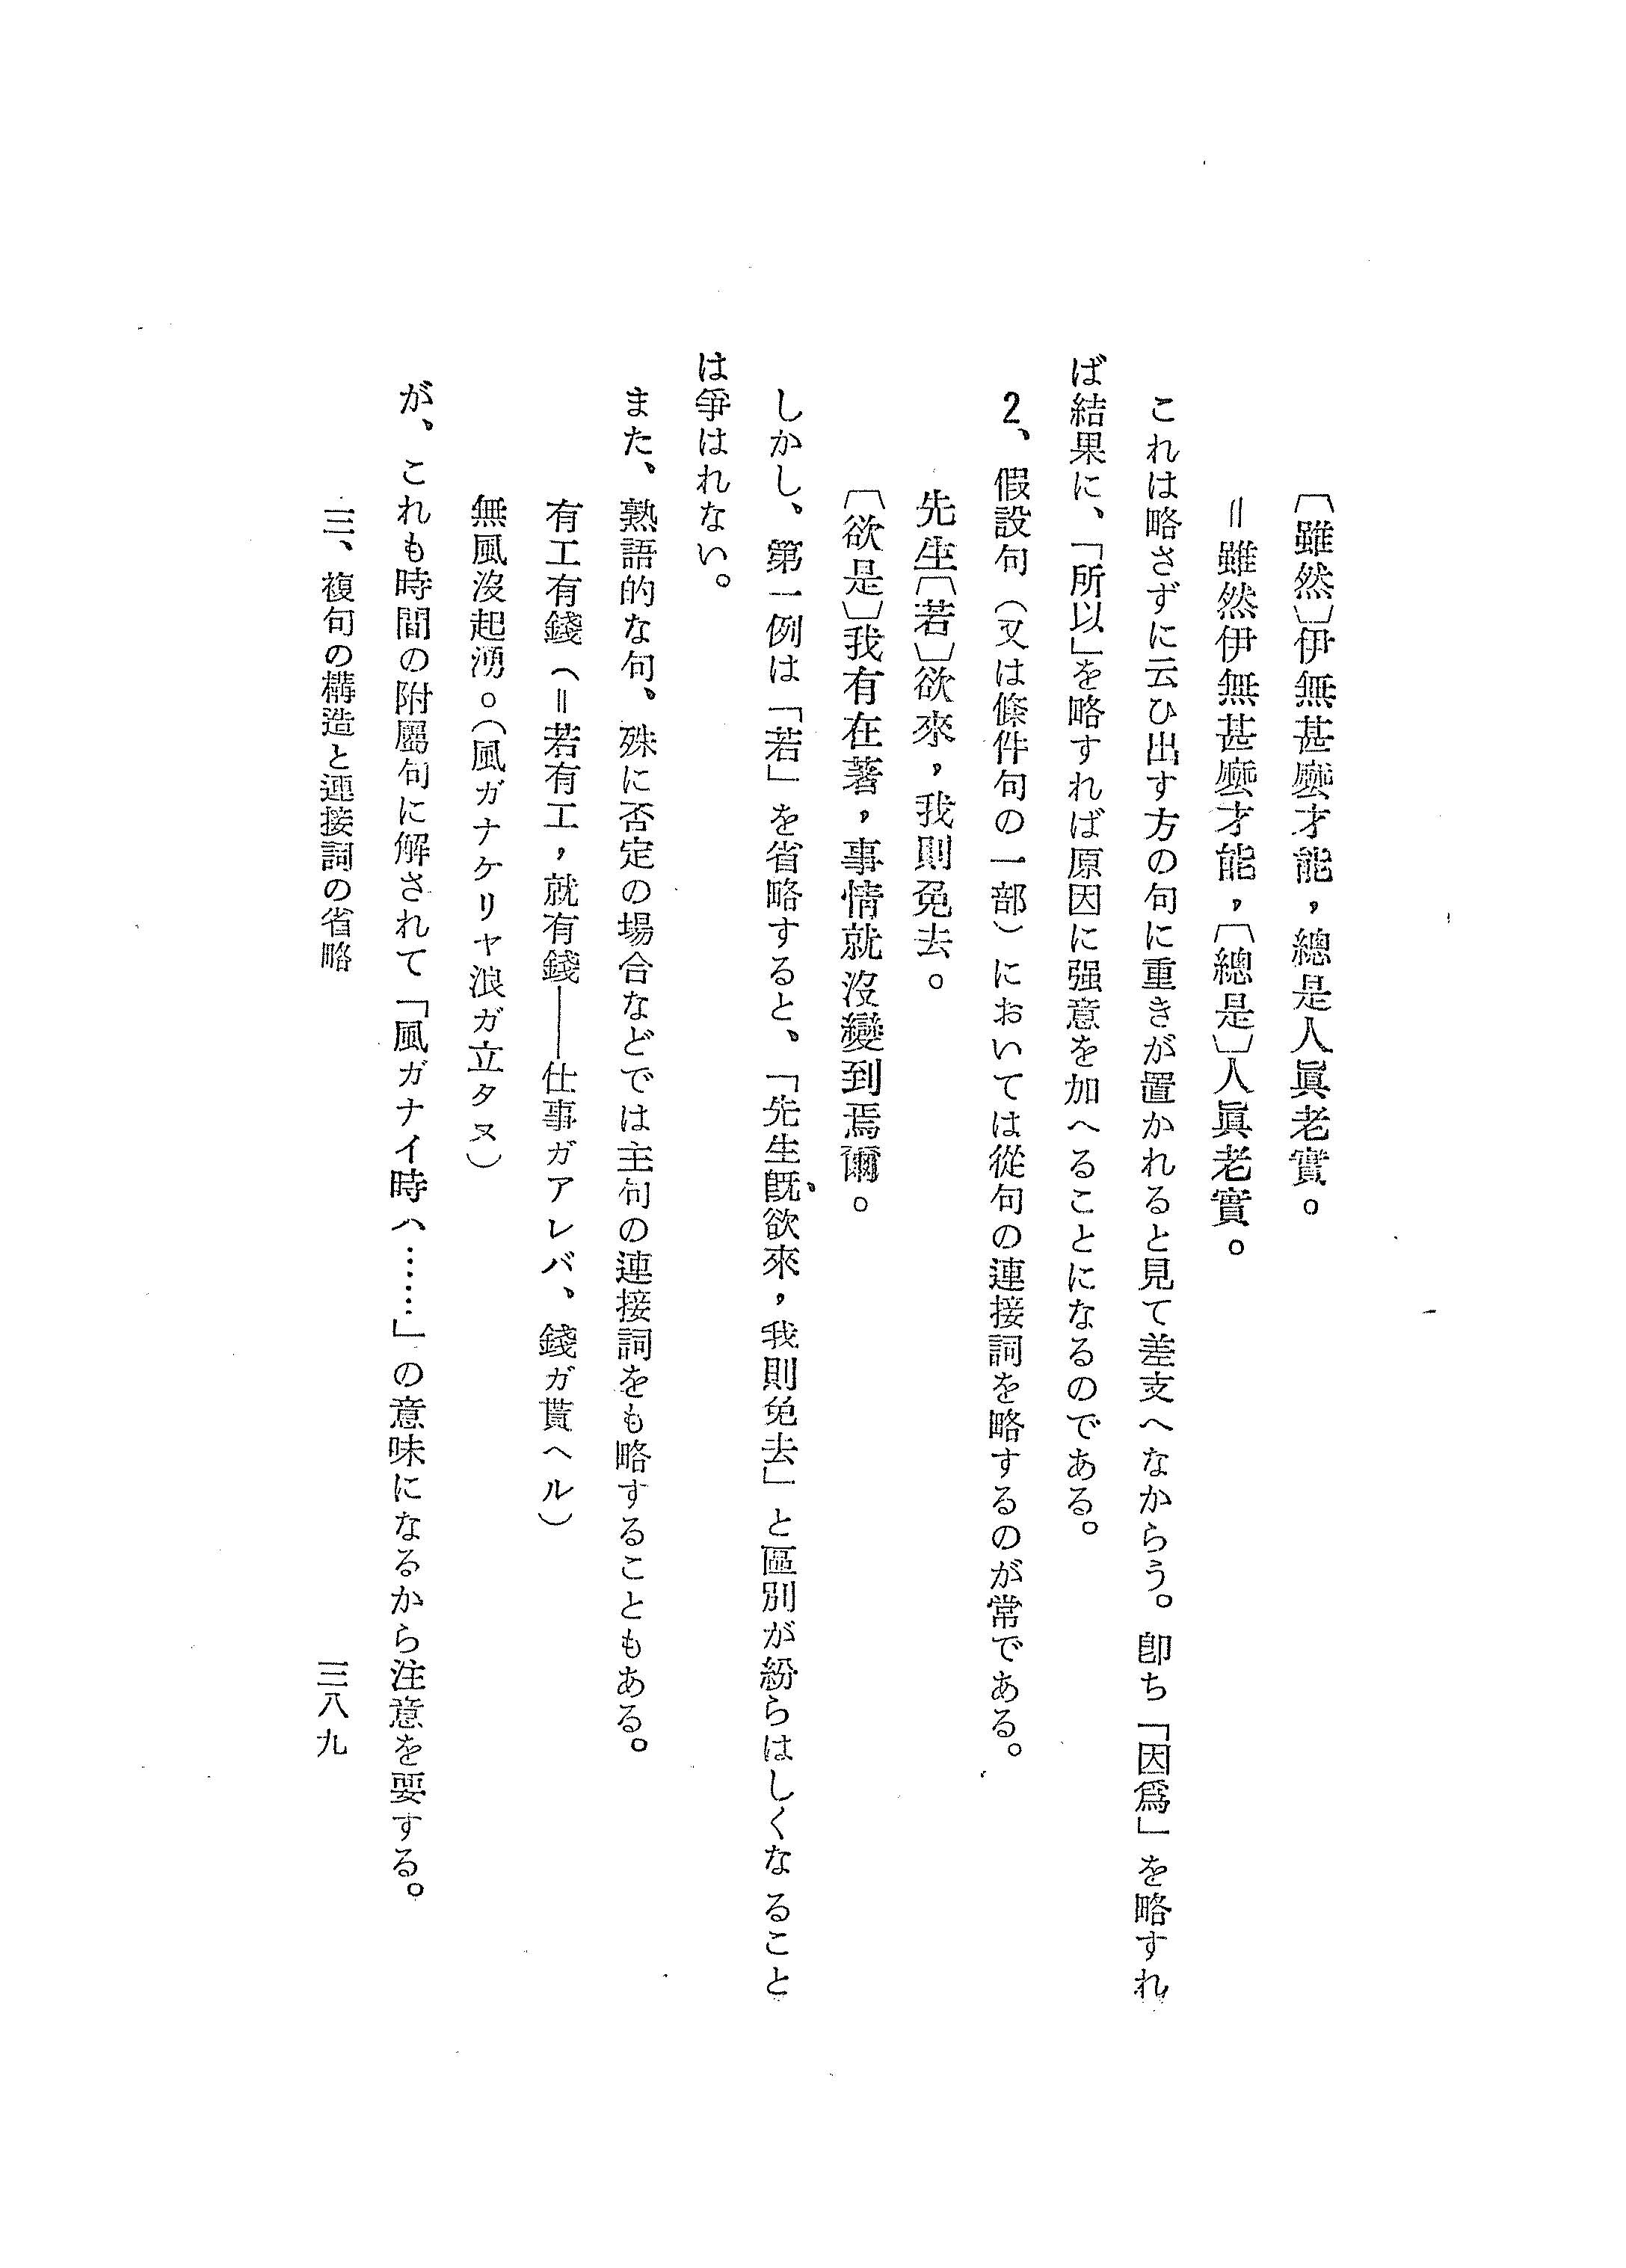 〔雖然〕伊無甚麽才能，總是人眞老實。
＝雖然伊無甚麽才能，〔總是〕人眞老實。
これは略さずに云ひ出す方の句に重きが置かれると見て差支へなからう。卽ち「因爲」を略すれ
ば結果に、「所以」を略すれば原因に强意を加へることになるのである。
2、假設句（又は條件句の一部）においては從句の連接詞を略するのが常である。
先生〔若〕欲來，我則免去。
〔欲是〕我有在著，事情就沒變到焉爾。
しかし、第一例は「若」を省略すると、「先生旣欲來，我則免去」と區別が紛らはしくなること
は爭はれない。
また、熟語的な句、殊に否定の場合などでは主句の連接詞をも略することもある。
有工有錢（＝若有工，就有錢――仕事ガアレバ、錢ガ貰ヘル）
無風沒起湧。（風ガナケリヤ浪ガ立タヌ）
が、これも時間の附屬句に解されて「風ガナイ時ハ……」の意味になるから注意を要する。
三、複句の構造と連接詞の省略
三八九